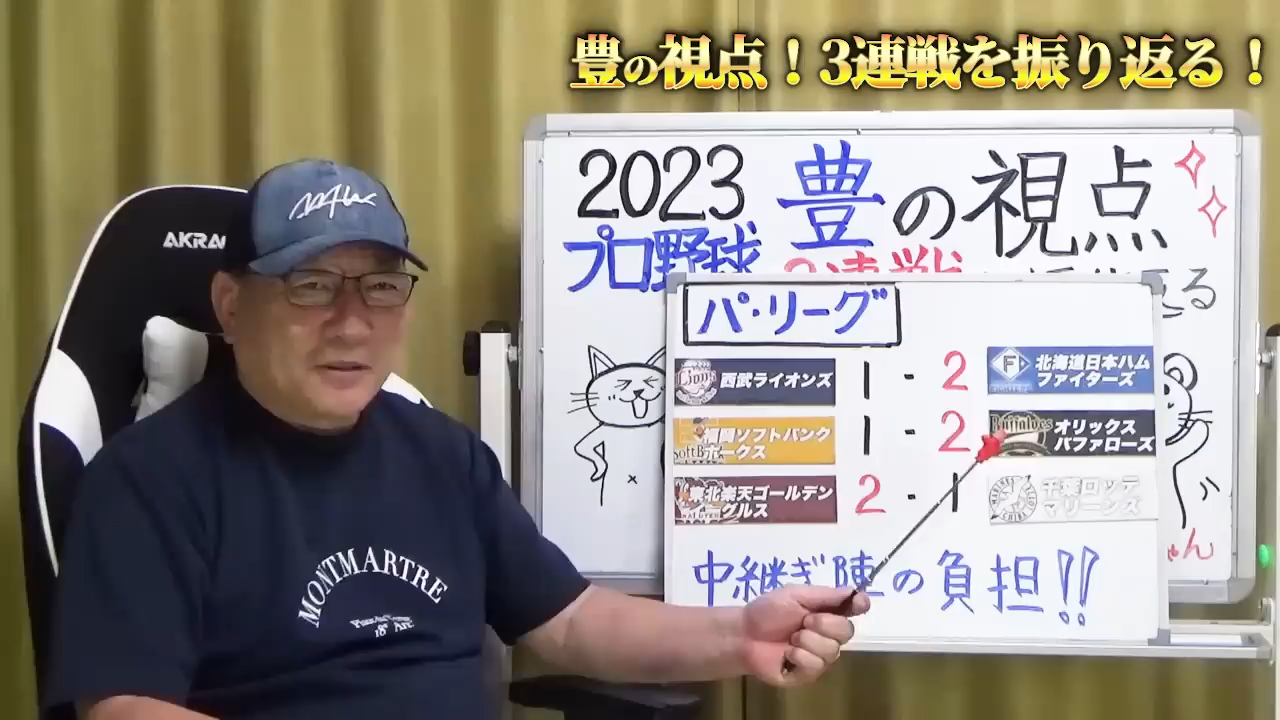 豊の視点！3連戦を振り返る！
2023 豊の視点
プロ野球
パ・リーグ
西武ライオンズ 1 - 2 北海道日本ハム
ファイターズ
福岡ソフトバンク
ホークス 1 - 2 オリックス
バファローズ
東北楽天ゴールデン
イーグルス 2 - 1 千葉ロッテ
マリーンズ
中継ぎ陣の負担!!
AKRA
MONTMARTRE